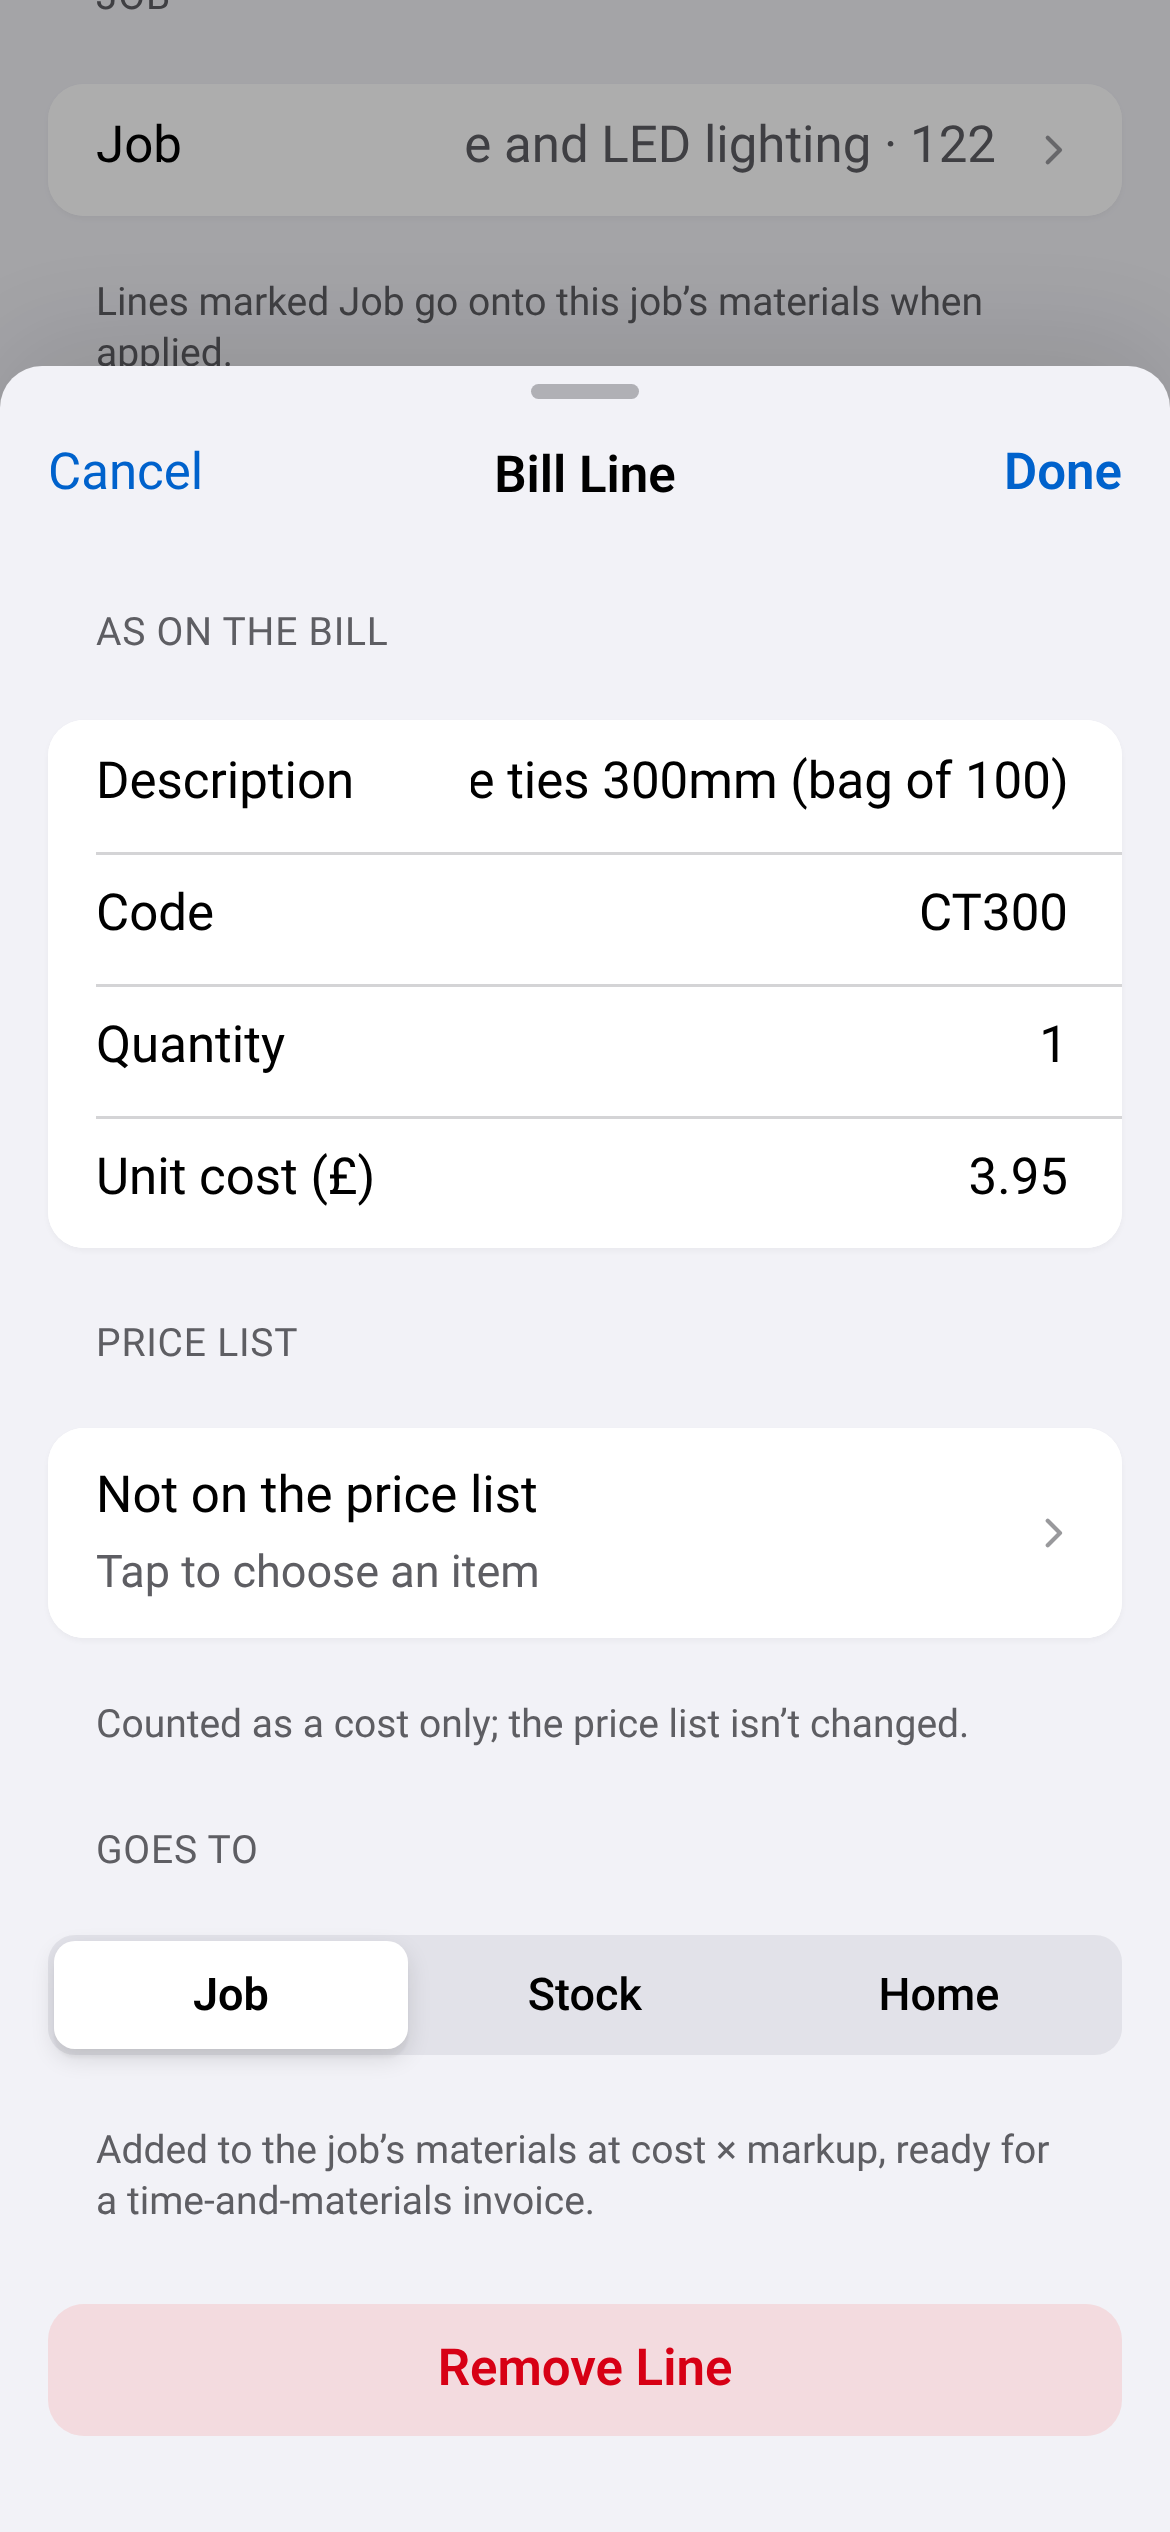 JOB
Job e and LED lighting · 122
Lines marked Job go onto this job’s materials when
applied.
Cancel Bill Line Done
AS ON THE BILL
Description e ties 300mm (bag of 100)
Code CT300
Quantity 1
Unit cost (£) 3.95
PRICE LIST
Not on the price list
Tap to choose an item
Counted as a cost only; the price list isn’t changed.
GOES TO
Job Stock Home
Added to the job’s materials at cost × markup, ready for
a time-and-materials invoice.
Remove Line